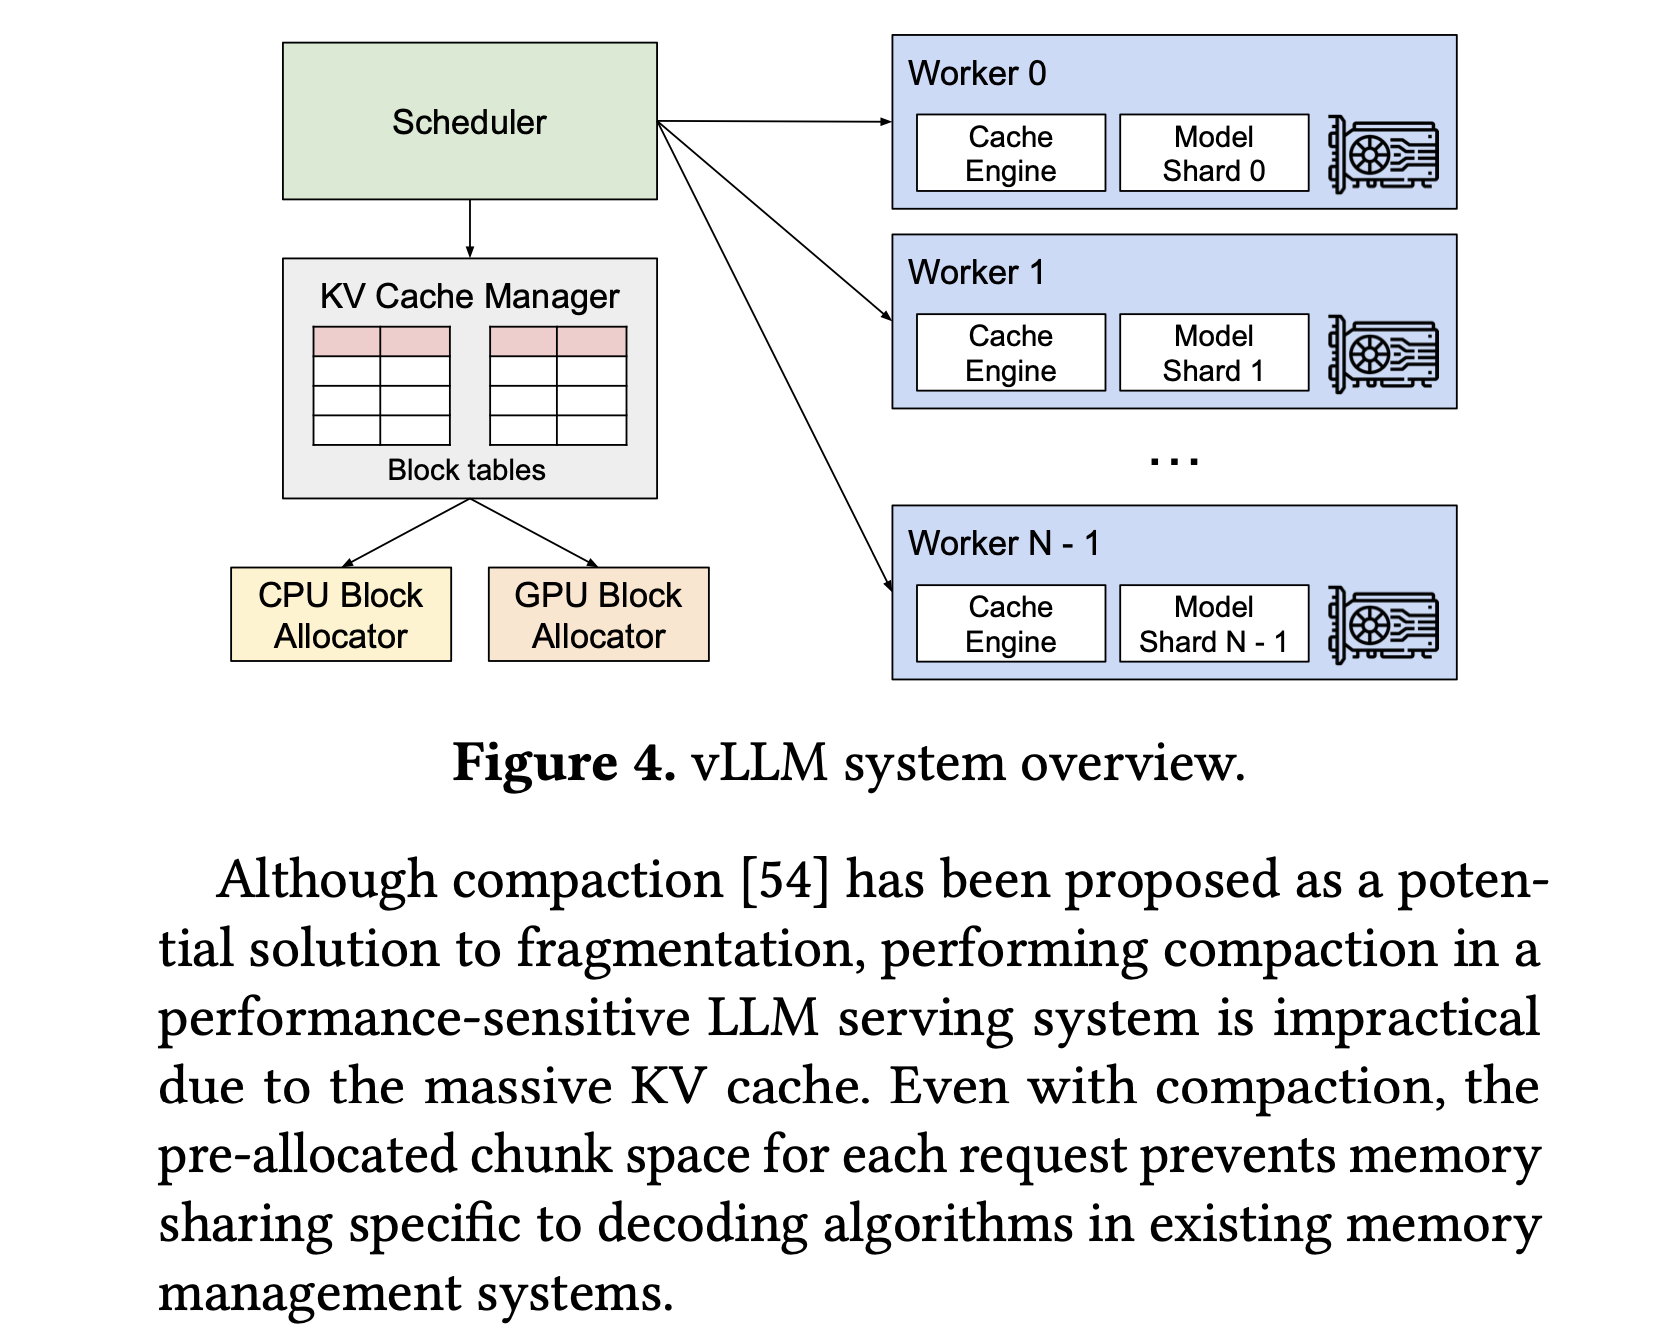 Scheduler
KV Cache Manager
Block tables
CPU Block
Allocator
GPU Block
Allocator
Worker 0
Cache
Engine
Model
Shard 0
Worker 1
Cache
Engine
Model
Shard 1
...
Worker N - 1
Cache
Engine
Model
Shard N - 1
Figure 4. vLLM system overview.
Although compaction [54] has been proposed as a poten-
tial solution to fragmentation, performing compaction in a
performance-sensitive LLM serving system is impractical
due to the massive KV cache. Even with compaction, the
pre-allocated chunk space for each request prevents memory
sharing specific to decoding algorithms in existing memory
management systems.